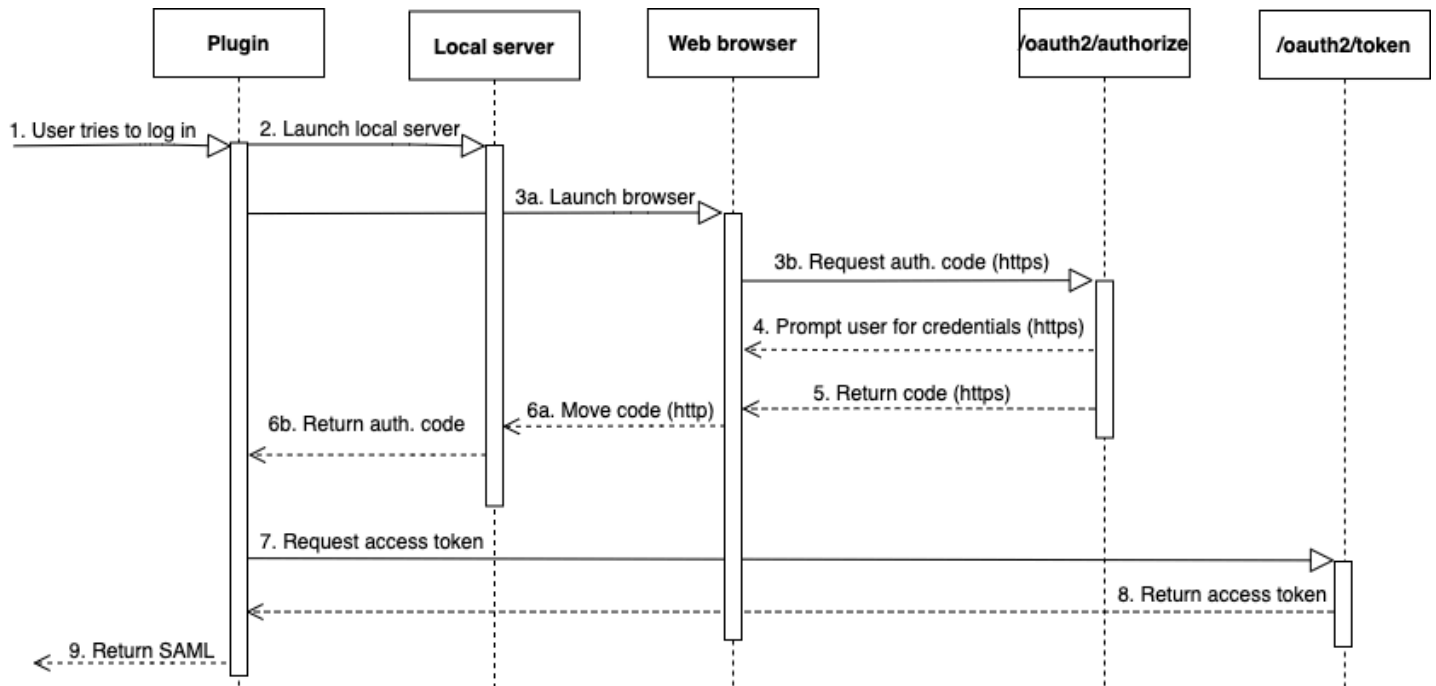 Plugin
Local server
Web browser
/oauth2/authorize
/oauth2/token
1. User tries to log in
2. Launch local server
3a. Launch browser
3b. Request auth. code (https)
4. Prompt user for credentials (https)
5. Return code (https)
6a. Move code (http)
6b. Return auth. code
7. Request access token
8. Return access token
9. Return SAML